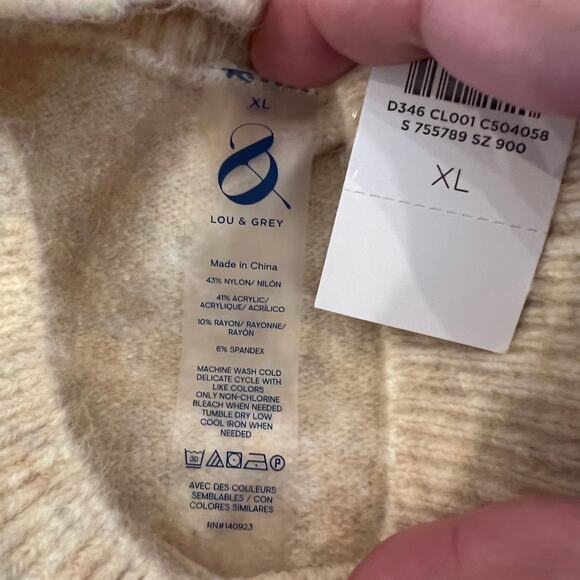 XL
&
LOU & GREY
Made in China
43% NYLON/ NILÓN
41% ACRYLIC/
ACRYLIQUE/ ACRÍLICO
10% RAYON/ RAYONNE/
RAYÓN
6% SPANDEX
MACHINE WASH COLD
DELICATE CYCLE WITH
LIKE COLORS
ONLY NON-CHLORINE
BLEACH WHEN NEEDED
TUMBLE DRY LOW
COOL IRON WHEN
NEEDED
30 P
AVEC DES COULEURS
SEMBLABLES / CON
COLORES SIMILARES
RN#140923
D346 CL001 C504058
S 755789 SZ 900
XL